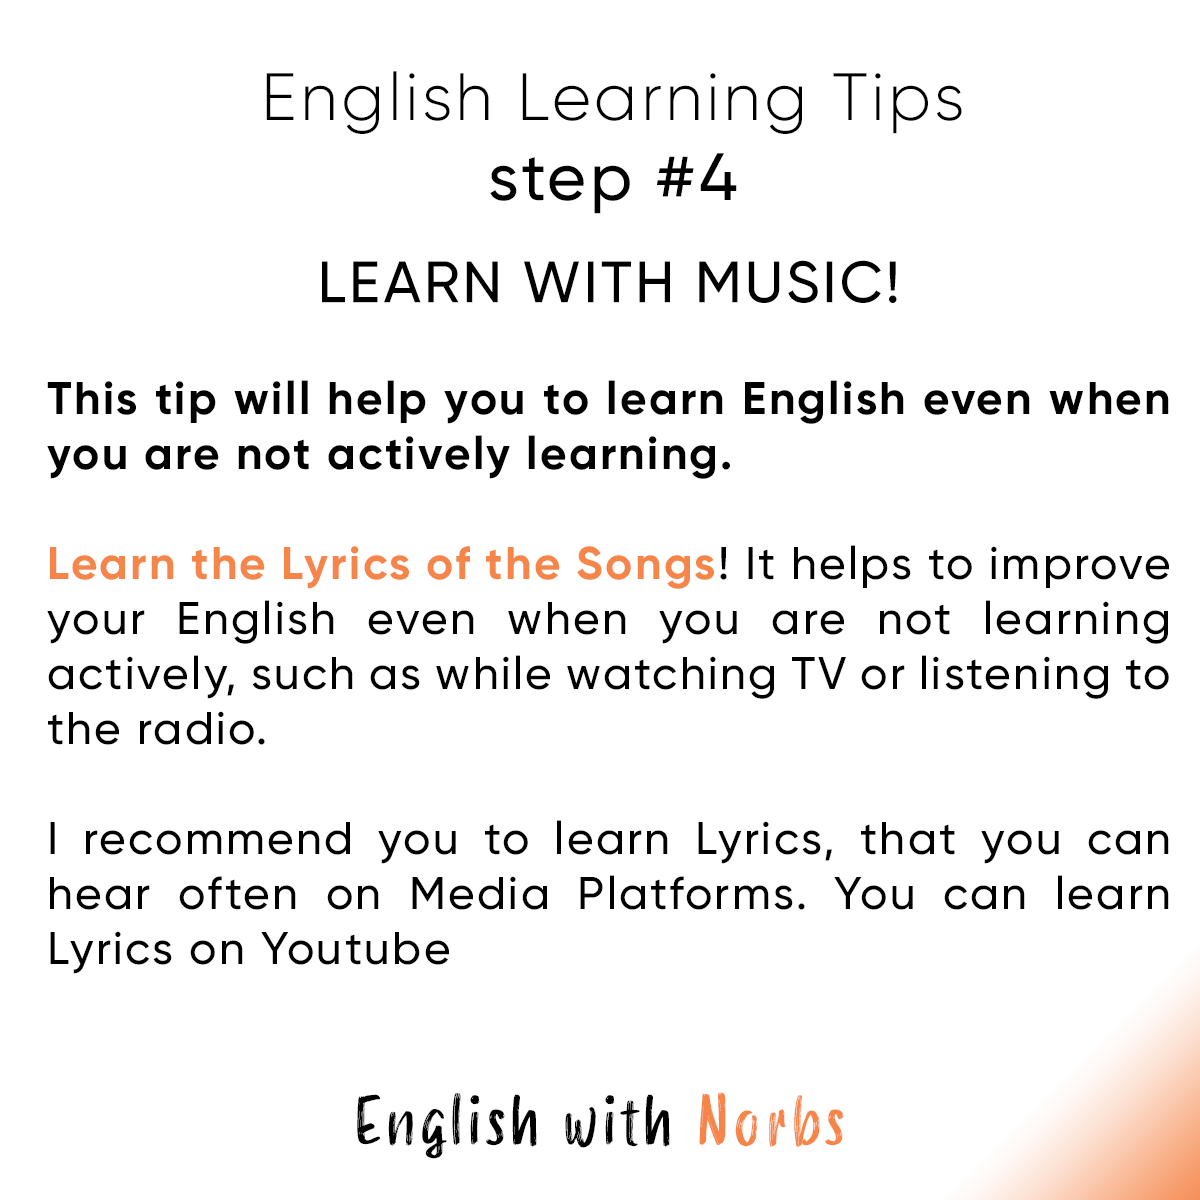 English Learning Tips
step #4
LEARN WITH MUSIC!
This tip will help you to learn English even when
you are not actively learning.
Learn the Lyrics of the Songs! It helps to improve
your English even when you are not learning
actively, such as while watching TV or listening to
the radio.
I recommend you to learn Lyrics, that you can
hear often on Media Platforms. You can learn
Lyrics on Youtube
English with Norbs